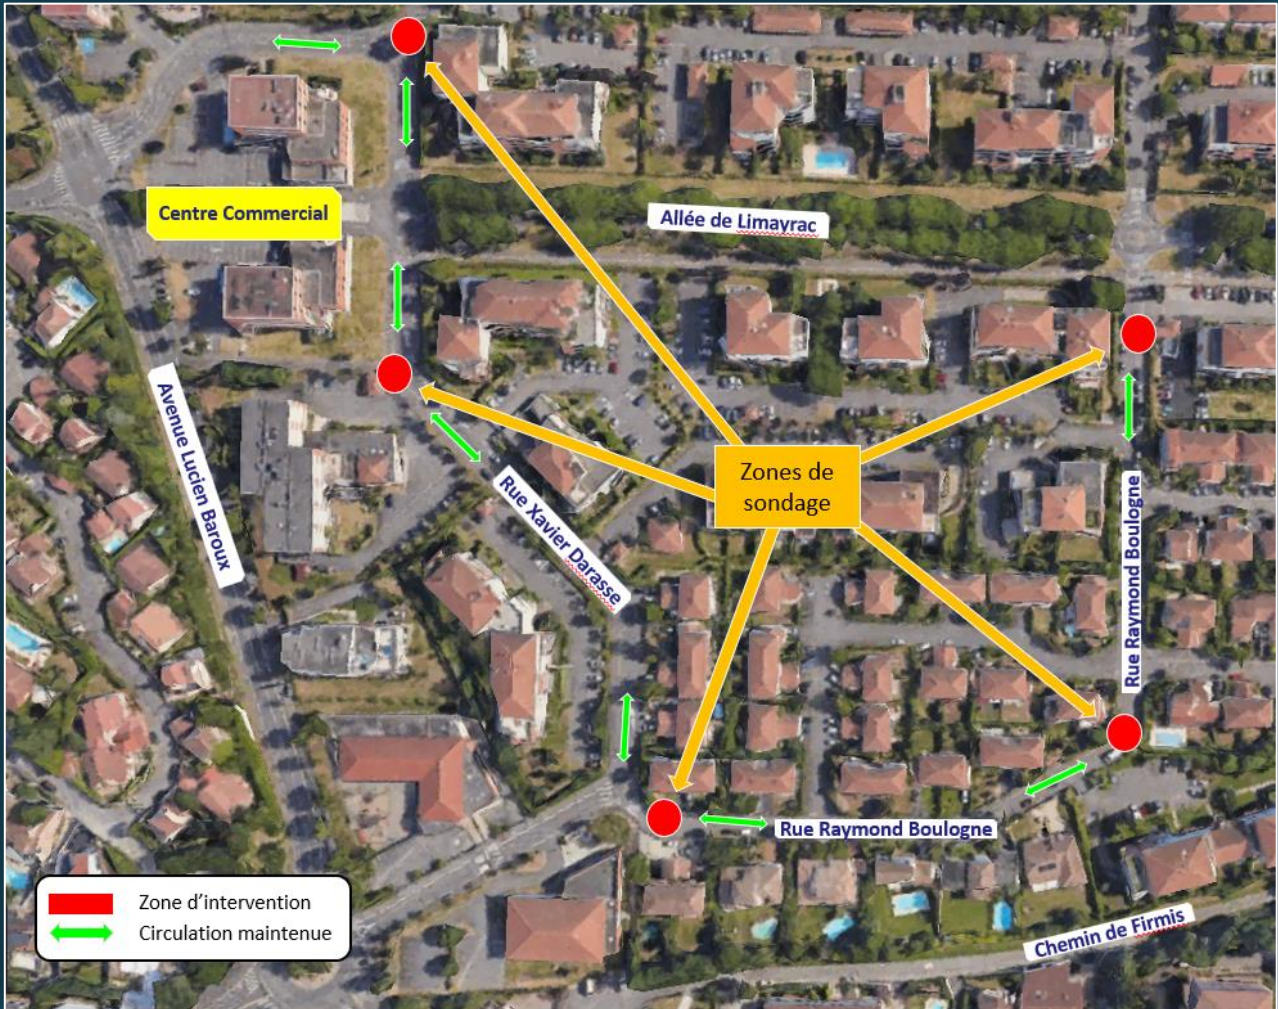 Centre Commercial
Allée de Limayrac
Avenue Lucien Baroux
Zones de
sondage
Rue Xavier Darasse
Rue Raymond Boulogne
Rue Raymond Boulogne
Zone d'intervention
Circulation maintenue
Chemin de Firmis